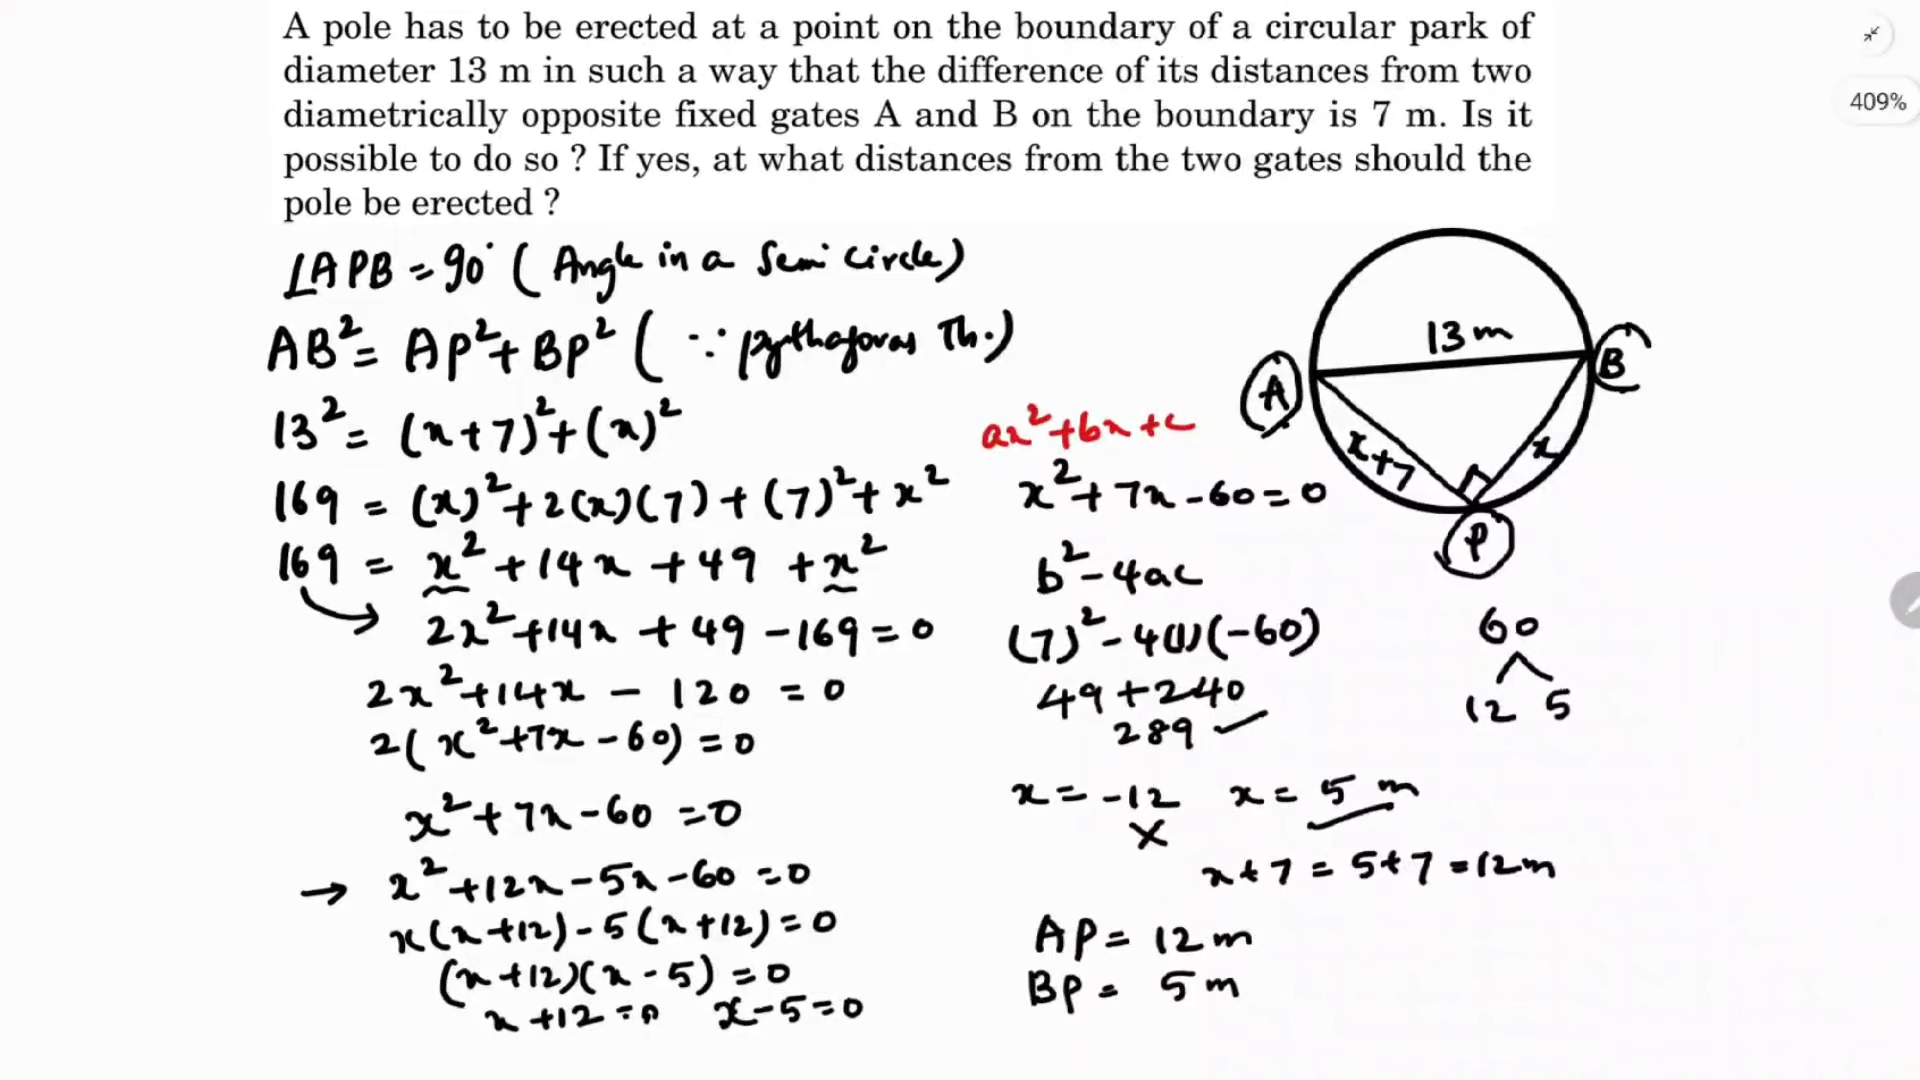 A pole has to be erected at a point on the boundary of a circular park of
diameter 13 m in such a way that the difference of its distances from two
diametrically opposite fixed gates A and B on the boundary is 7 m. Is it
possible to do so ? If yes, at what distances from the two gates should the
pole be erected ?
409%
∠APB = 90° ( Angle in a Semi Circle)
AB² = AP² + BP² ( ∵ pythagoras Th.)
13² = (x+7)² + (x)²
169 = (x)² + 2(x)(7) + (7)² + x²
169 = x² + 14x + 49 + x²
2x² + 14x + 49 - 169 = 0
2x² + 14x - 120 = 0
2( x² + 7x - 60) = 0
x² + 7x - 60 = 0
→ x² + 12x - 5x - 60 = 0
x(x+12) - 5(x+12) = 0
(x+12)(x-5) = 0
x+12 = 0 x-5 = 0
ax² + bx + c
x² + 7x - 60 = 0
b² - 4ac
(7)² - 4(1)(-60)
49 + 240
289 ✓
x = -12 x = 5 m
X
x + 7 = 5 + 7 = 12m
AP = 12 m
BP = 5 m
13 m
A
B
x+7
x
P
60
12 5